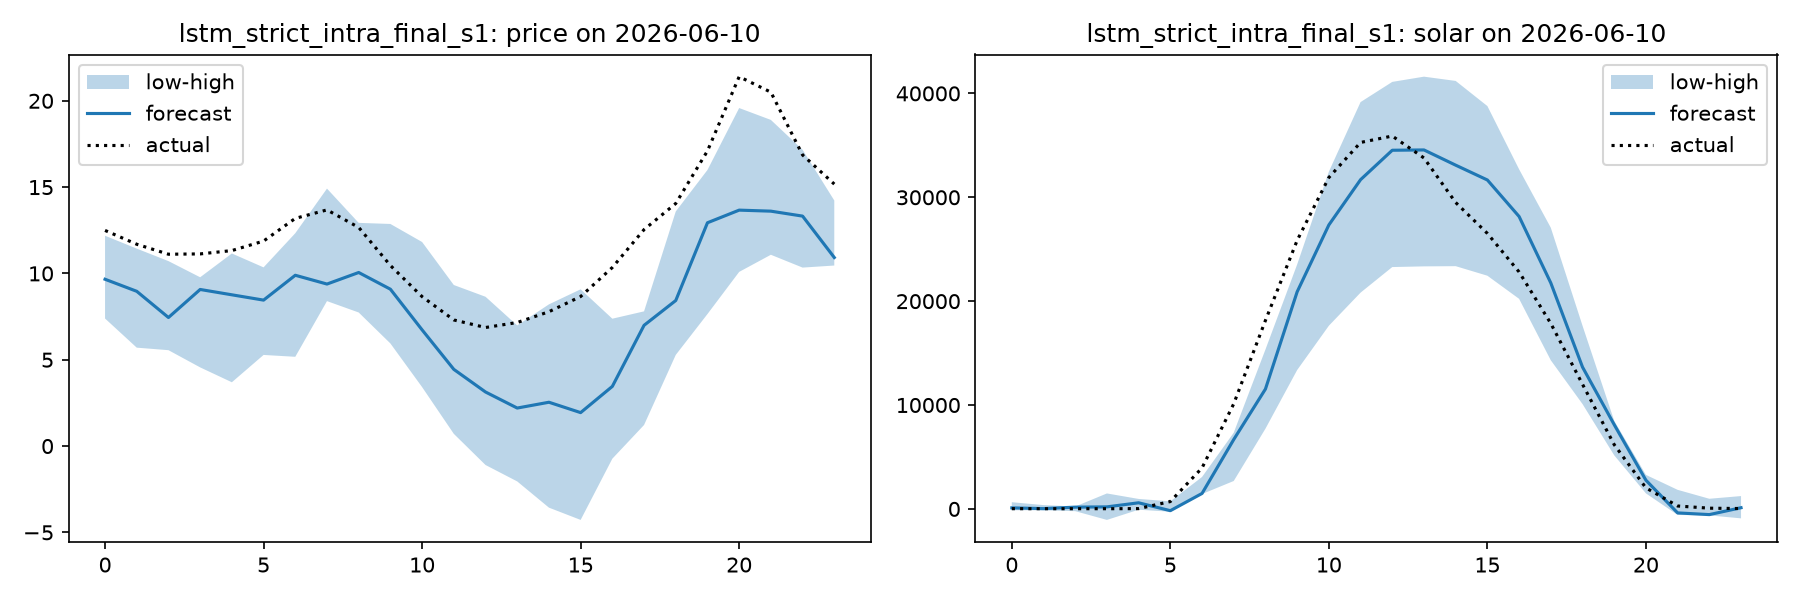 lstm_strict_intra_final_s1: price on 2026-06-10
low-high
forecast
actual
20
15
10
5
0
−5
0
5
10
15
20
lstm_strict_intra_final_s1: solar on 2026-06-10
low-high
forecast
actual
40000
30000
20000
10000
0
0
5
10
15
20